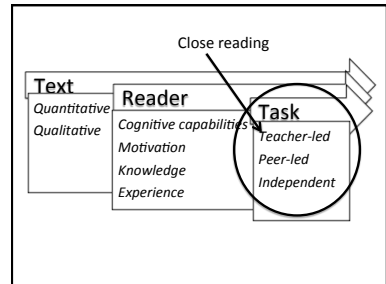 Close reading
Text
Quantitative
Qualitative
Reader
Cognitive capabilities
Motivation
Knowledge
Experience
Task
Teacher-led
Peer-led
Independent